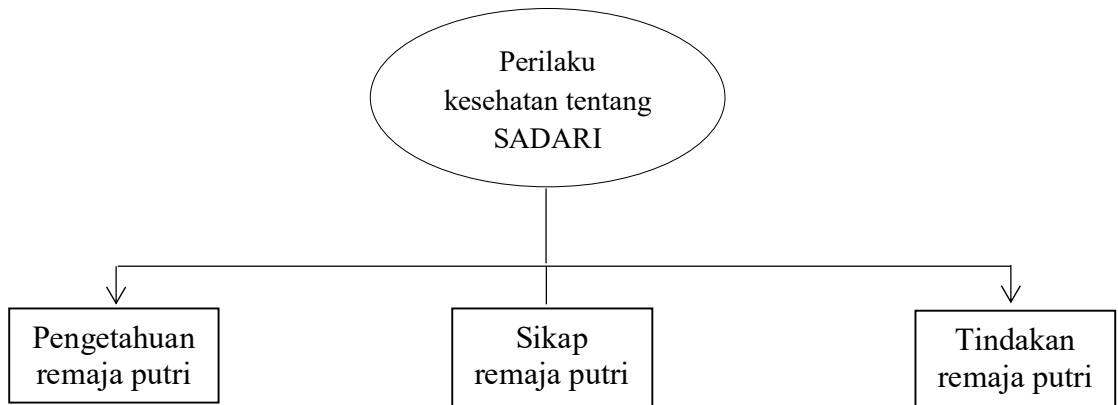 Perilaku
kesehatan tentang
SADARI
Pengetahuan
remaja putri
Sikap
remaja putri
Tindakan
remaja putri